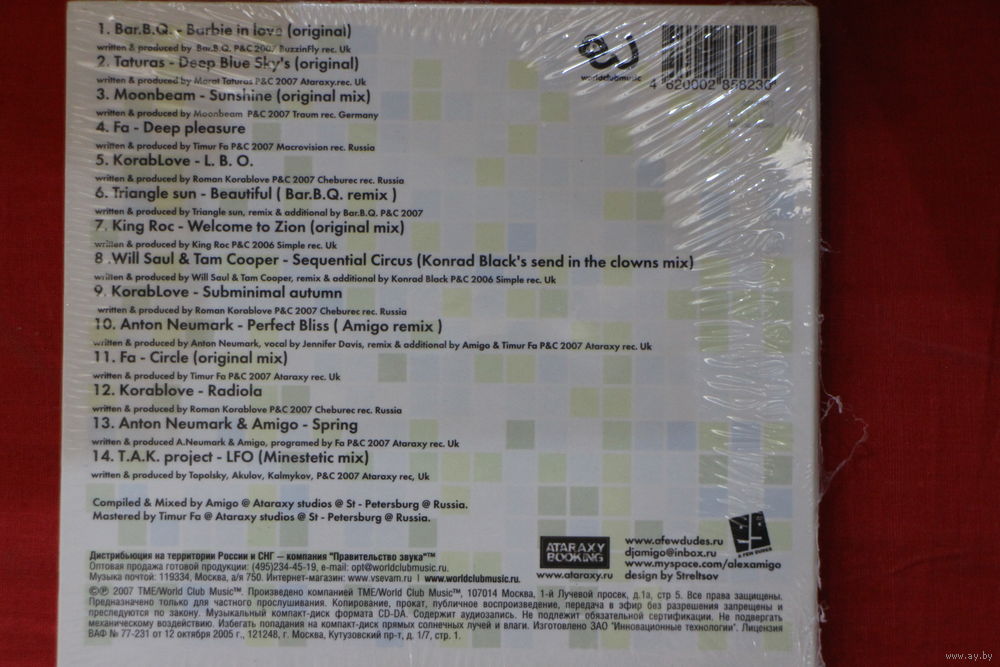 1. Bar.B.Q. - Barbie in love (original)
written & produced by Bar.B.Q. P&C 2007 BuzzinFly rec. Uk
2. Taturas - Deep Blue Sky's (original)
written & produced by Marat Taturas P&C 2007 Ataraxy.rec. Uk
3. Moonbeam - Sunshine (original mix)
written & produced by Moonbeam P&C 2007 Traum rec. Germany
4. Fa - Deep pleasure
written & produced by Timur Fa P&C 2007 Macrovision rec. Russia
5. KorabLove - L. B. O.
written & produced by Roman Korablove P&C 2007 Cheburec rec. Russia
6. Triangle sun - Beautiful ( Bar.B.Q. remix )
written & produced by Triangle sun, remix & additional by Bar.B.Q. P&C 2007
7. King Roc - Welcome to Zion (original mix)
written & produced by King Roc P&C 2006 Simple rec. Uk
8 .Will Saul & Tam Cooper - Sequential Circus (Konrad Black's send in the clowns mix)
written & produced by Will Saul & Tam Cooper, remix & additional by Konrad Black P&C 2006 Simple rec. Uk
9. KorabLove - Subminimal autumn
written & produced by Roman Korablove P&C 2007 Cheburec rec. Russia
10. Anton Neumark - Perfect Bliss ( Amigo remix )
written & produced by Anton Neumark, vocal by Jennifer Davis, remix & additional by Amigo & Timur Fa P&C 2007 Ataraxy rec. Uk
11. Fa - Circle (original mix)
written & produced by Timur Fa P&C 2007 Ataraxy rec. Uk
12. Korablove - Radiola
written & produced by Roman Korablove P&C 2007 Cheburec rec. Russia
13. Anton Neumark & Amigo - Spring
written & produced A.Neumark & Amigo, programed by Fa P&C 2007 Ataraxy rec. Uk
14. T.A.K. project - LFO (Minestetic mix)
written & produced by Topolsky, Akulov, Kalmykov, P&C 2007 Ataraxy rec, Uk
Compiled & Mixed by Amigo @ Ataraxy studios @ St - Petersburg @ Russia.
Mastered by Timur Fa @ Ataraxy studios @ St - Petersburg @ Russia.
worldclubmusic
4 620002 858230
Дистрибьюция на территории России и СНГ – компания "Правительство звука"™
Оптовая продажа готовой продукции: (495)234-45-19, e-mail: opt@worldclubmusic.ru
Музыка почтой: 119334, Москва, а/я 750. Интернет-магазин: www.vsevam.ru | www.worldclubmusic.ru.
ATARAXY
BOOKING
www.ataraxy.ru
www.afewdudes.ru
djamigo@inbox.ru
www.myspace.com/alexamigo
design by Streltsov
A FEW DUDES
©℗ 2007 TME/World Club Music™. Произведено компанией TME/World Club Music™, 107014 Москва, 1-й Лучевой просек, д.1а, стр 5. Все права защищены.
Предназначено только для частного прослушивания. Копирование, прокат, публичное воспроизведение, передача в эфир без разрешения запрещены и
преследуются по закону. Музыкальный компакт-диск формата CD-DA. Содержит аудиозапись. Не подлежит обязательной сертификации. Не подвергать
механическому воздействию. Избегать попадания на компакт-диск прямых солнечных лучей и влаги. Изготовлено ЗАО "Инновационные технологии". Лицензия
ВАФ № 77-231 от 12 октября 2005 г., 121248, г. Москва, Кутузовский пр-т, д. 1/7, стр. 1.
www.ay.by